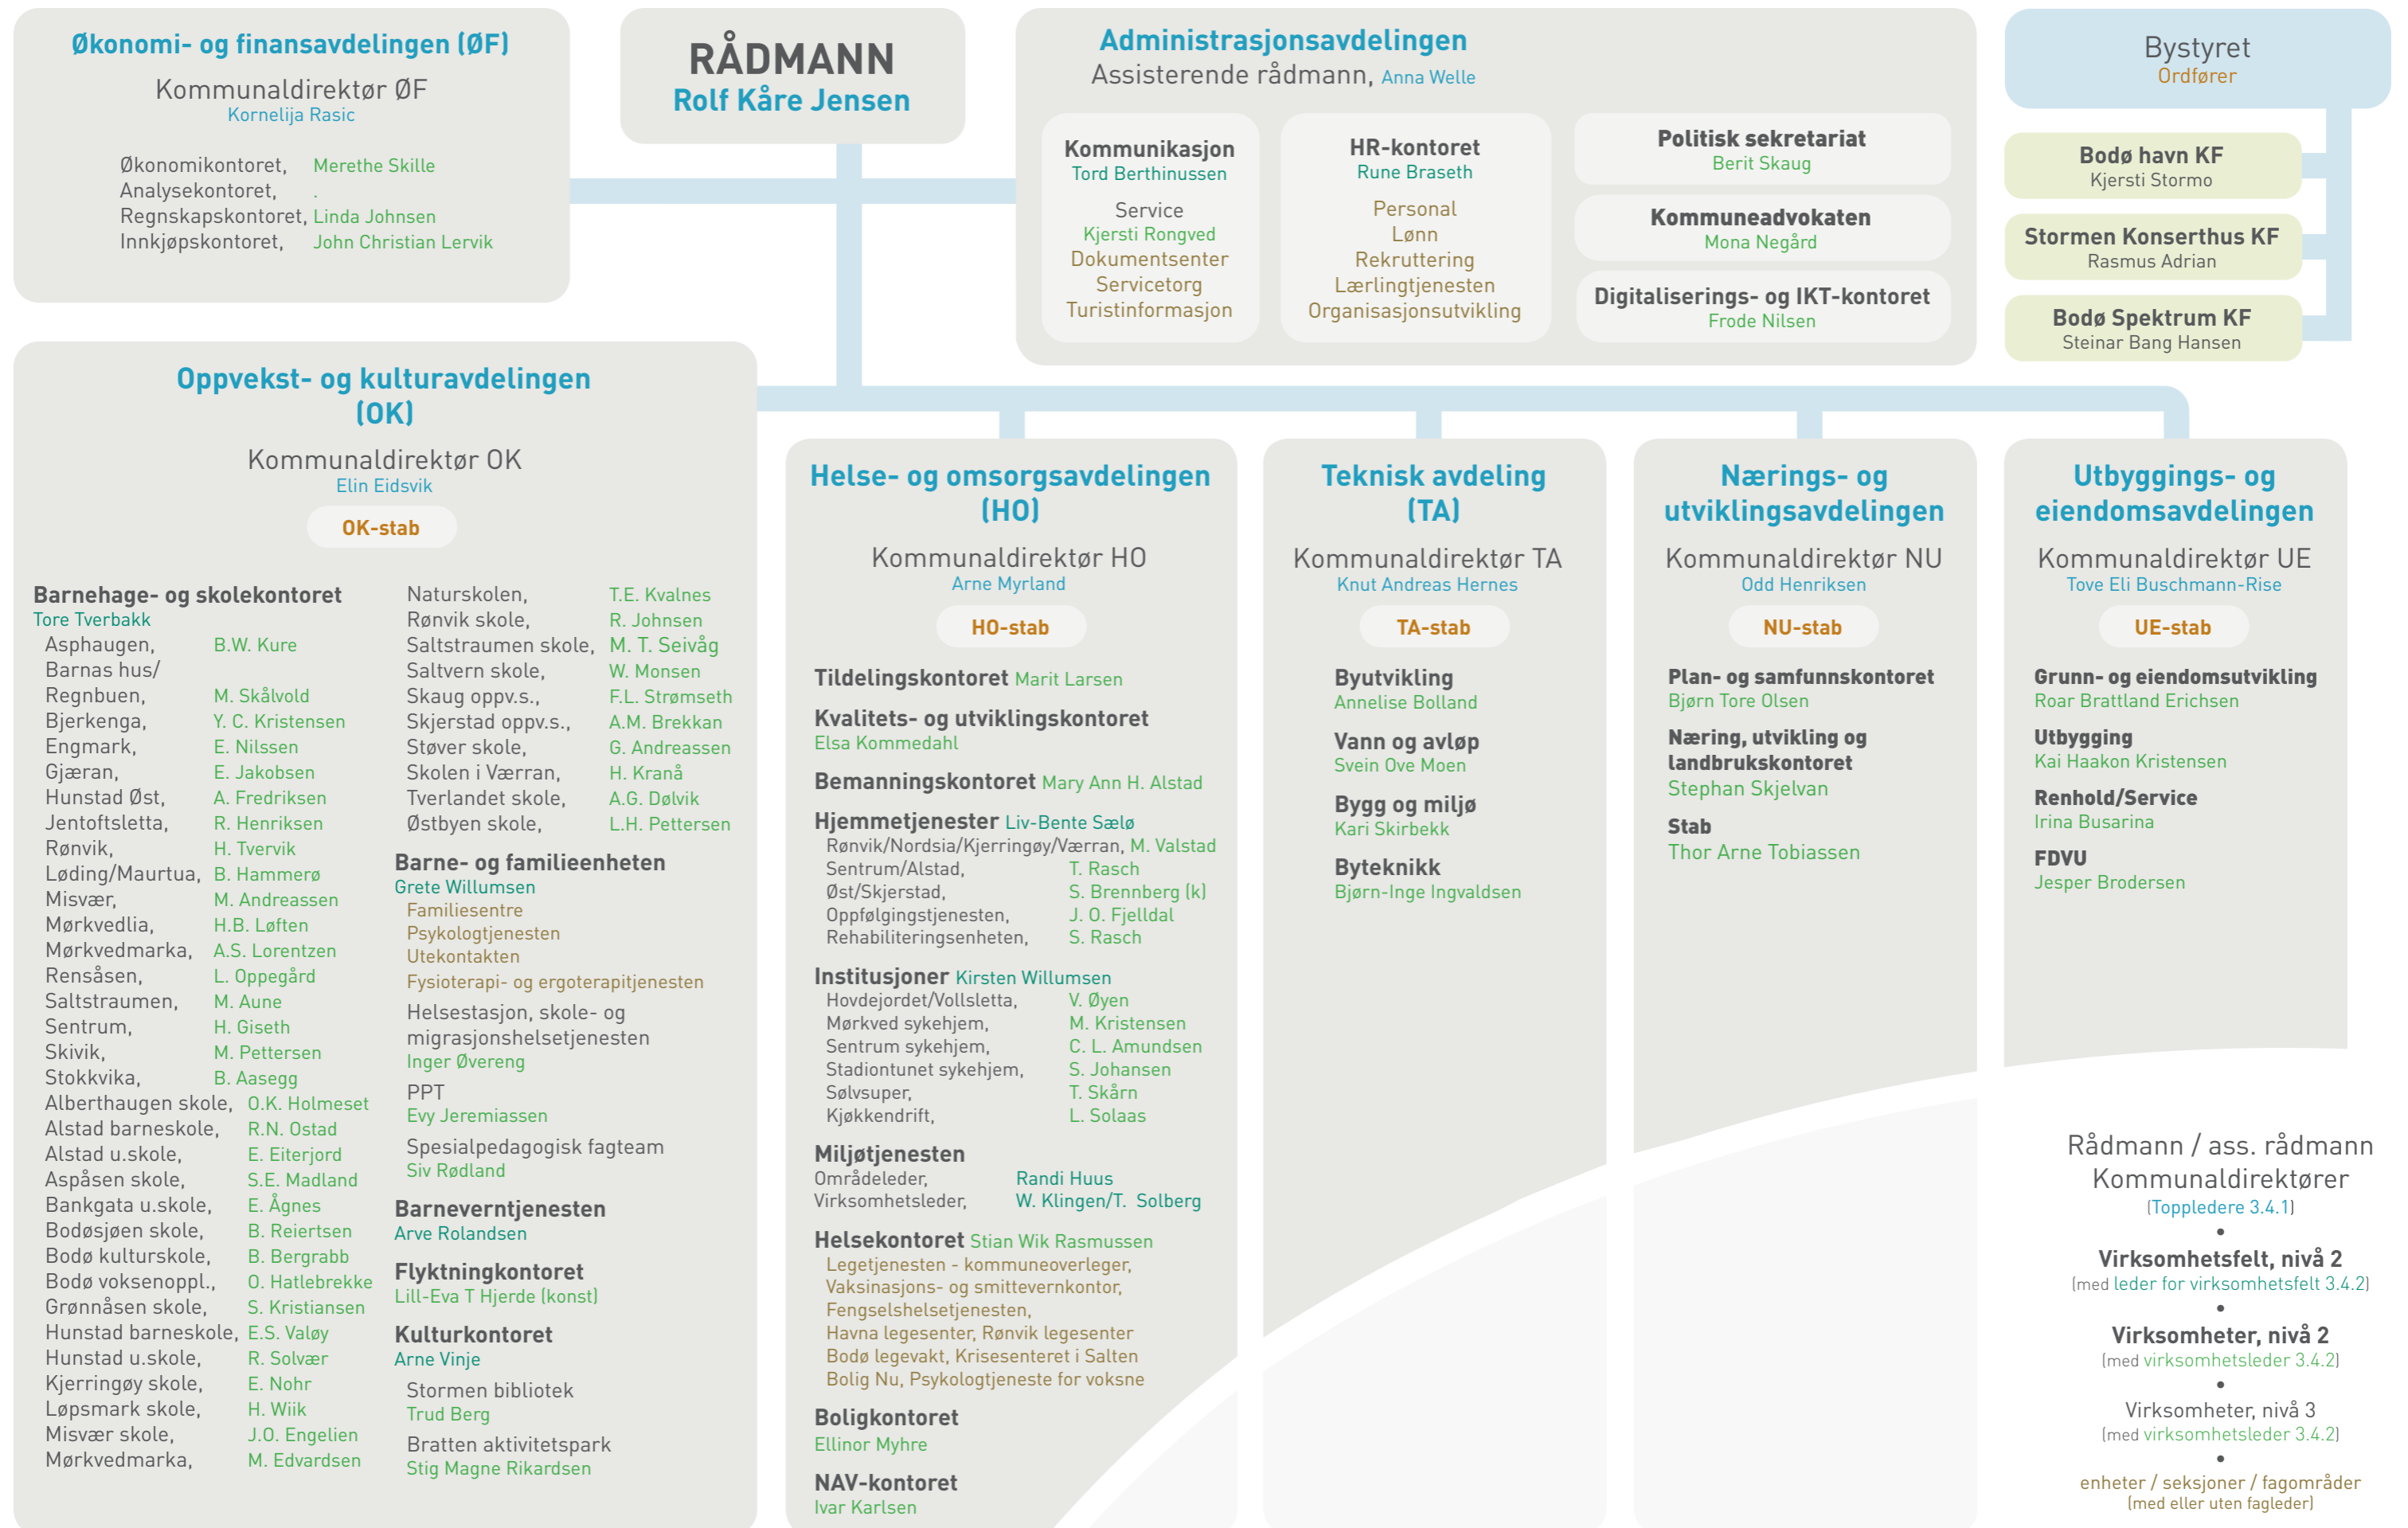 Økonomi- og finansavdelingen (ØF)
Kommunaldirektør ØF
Kornelija Rasic
Økonomikontoret, Merethe Skille
Analysekontoret, .
Regnskapskontoret, Linda Johnsen
Innkjøpskontoret, John Christian Lervik
RÅDMANN
Rolf Kåre Jensen
Administrasjonsavdelingen
Assisterende rådmann, Anna Welle
Kommunikasjon
Tord Berthinussen
Service
Kjersti Rongved
Dokumentsenter
Servicetorg
Turistinformasjon
HR-kontoret
Rune Braseth
Personal
Lønn
Rekruttering
Lærlingtjenesten
Organisasjonsutvikling
Politisk sekretariat
Berit Skaug
Kommuneadvokaten
Mona Negård
Digitaliserings- og IKT-kontoret
Frode Nilsen
Bystyret
Ordfører
Bodø havn KF
Kjersti Stormo
Stormen Konserthus KF
Rasmus Adrian
Bodø Spektrum KF
Steinar Bang Hansen
Oppvekst- og kulturavdelingen
(OK)
Kommunaldirektør OK
Elin Eidsvik
OK-stab
Barnehage- og skolekontoret
Tore Tverbakk
Asphaugen, B.W. Kure
Barnas hus/
Regnbuen, M. Skålvold
Bjerkenga, Y. C. Kristensen
Engmark, E. Nilssen
Gjæran, E. Jakobsen
Hunstad Øst, A. Fredriksen
Jentoftsletta, R. Henriksen
Rønvik, H. Tvervik
Løding/Maurtua, B. Hammerø
Misvær, M. Andreassen
Mørkvedlia, H.B. Løften
Mørkvedmarka, A.S. Lorentzen
Rensåsen, L. Oppegård
Saltstraumen, M. Aune
Sentrum, H. Giseth
Skivik, M. Pettersen
Stokkvika, B. Aasegg
Alberthaugen skole, O.K. Holmeset
Alstad barneskole, R.N. Ostad
Alstad u.skole, E. Eiterjord
Aspåsen skole, S.E. Madland
Bankgata u.skole, E. Ågnes
Bodøsjøen skole, B. Reiertsen
Bodø kulturskole, B. Bergrabb
Bodø voksenoppl., O. Hatlebrekke
Grønnåsen skole, S. Kristiansen
Hunstad barneskole, E.S. Valøy
Hunstad u.skole, R. Solvær
Kjerringøy skole, E. Nohr
Løpsmark skole, H. Wiik
Misvær skole, J.O. Engelien
Mørkvedmarka, M. Edvardsen
Naturskolen, T.E. Kvalnes
Rønvik skole, R. Johnsen
Saltstraumen skole, M. T. Seivåg
Saltvern skole, W. Monsen
Skaug oppv.s., F.L. Strømseth
Skjerstad oppv.s., A.M. Brekkan
Støver skole, G. Andreassen
Skolen i Værran, H. Kranå
Tverlandet skole, A.G. Dølvik
Østbyen skole, L.H. Pettersen
Barne- og familieenheten
Grete Willumsen
Familiesentre
Psykologtjenesten
Utekontakten
Fysioterapi- og ergoterapitjenesten
Helsestasjon, skole- og
migrasjonshelsetjenesten
Inger Øvereng
PPT
Evy Jeremiassen
Spesialpedagogisk fagteam
Siv Rødland
Barneverntjenesten
Arve Rolandsen
Flyktningkontoret
Lill-Eva T Hjerde (konst)
Kulturkontoret
Arne Vinje
Stormen bibliotek
Trud Berg
Bratten aktivitetspark
Stig Magne Rikardsen
Helse- og omsorgsavdelingen
(HO)
Kommunaldirektør HO
Arne Myrland
HO-stab
Tildelingskontoret Marit Larsen
Kvalitets- og utviklingskontoret
Elsa Kommedahl
Bemanningskontoret Mary Ann H. Alstad
Hjemmetjenester Liv-Bente Sælø
Rønvik/Nordsia/Kjerringøy/Værran, M. Valstad
Sentrum/Alstad, T. Rasch
Øst/Skjerstad, S. Brennberg (k)
Oppfølgingstjenesten, J. O. Fjelldal
Rehabiliteringsenheten, S. Rasch
Institusjoner Kirsten Willumsen
Hovdejordet/Vollsletta, V. Øyen
Mørkved sykehjem, M. Kristensen
Sentrum sykehjem, C. L. Amundsen
Stadiontunet sykehjem, S. Johansen
Sølvsuper, T. Skårn
Kjøkkendrift, L. Solaas
Miljøtjenesten
Områdeleder, Randi Huus
Virksomhetsleder, W. Klingen/T. Solberg
Helsekontoret Stian Wik Rasmussen
Legetjenesten - kommuneoverleger,
Vaksinasjons- og smittevernkontor,
Fengselshelsetjenesten,
Havna legesenter, Rønvik legesenter
Bodø legevakt, Krisesenteret i Salten
Bolig Nu, Psykologtjeneste for voksne
Boligkontoret
Ellinor Myhre
NAV-kontoret
Ivar Karlsen
Teknisk avdeling
(TA)
Kommunaldirektør TA
Knut Andreas Hernes
TA-stab
Byutvikling
Annelise Bolland
Vann og avløp
Svein Ove Moen
Bygg og miljø
Kari Skirbekk
Byteknikk
Bjørn-Inge Ingvaldsen
Nærings- og
utviklingsavdelingen
Kommunaldirektør NU
Odd Henriksen
NU-stab
Plan- og samfunnskontoret
Bjørn Tore Olsen
Næring, utvikling og
landbrukskontoret
Stephan Skjelvan
Stab
Thor Arne Tobiassen
Utbyggings- og
eiendomsavdelingen
Kommunaldirektør UE
Tove Eli Buschmann-Rise
UE-stab
Grunn- og eiendomsutvikling
Roar Brattland Erichsen
Utbygging
Kai Haakon Kristensen
Renhold/Service
Irina Busarina
FDVU
Jesper Brodersen
Rådmann / ass. rådmann
Kommunaldirektører
(Toppledere 3.4.1)
•
Virksomhetsfelt, nivå 2
(med leder for virksomhetsfelt 3.4.2)
•
Virksomheter, nivå 2
(med virksomhetsleder 3.4.2)
•
Virksomheter, nivå 3
(med virksomhetsleder 3.4.2)
•
enheter / seksjoner / fagområder
(med eller uten fagleder)